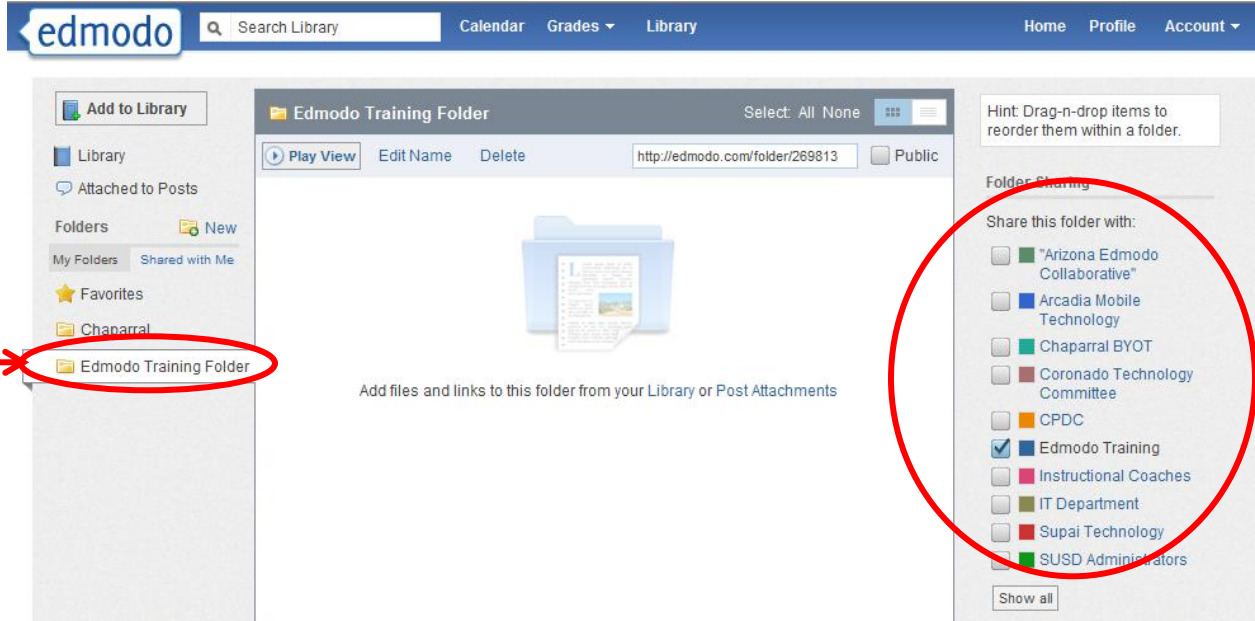 edmodo
Search Library
Calendar Grades Library
Home Profile Account
Add to Library
Library
Attached to Posts
Folders New
My Folders Shared with Me
Favorites
Chaparral
Edmodo Training Folder
Edmodo Training Folder
Select: All None
Play View Edit Name Delete
http://edmodo.com/folder/269813 Public
Add files and links to this folder from your Library or Post Attachments
Hint: Drag-n-drop items to
reorder them within a folder.
Folder Sharing
Share this folder with:
"Arizona Edmodo
Collaborative"
Arcadia Mobile
Technology
Chaparral BYOT
Coronado Technology
Committee
CPDC
Edmodo Training
Instructional Coaches
IT Department
Supai Technology
SUSD Administrators
Show all